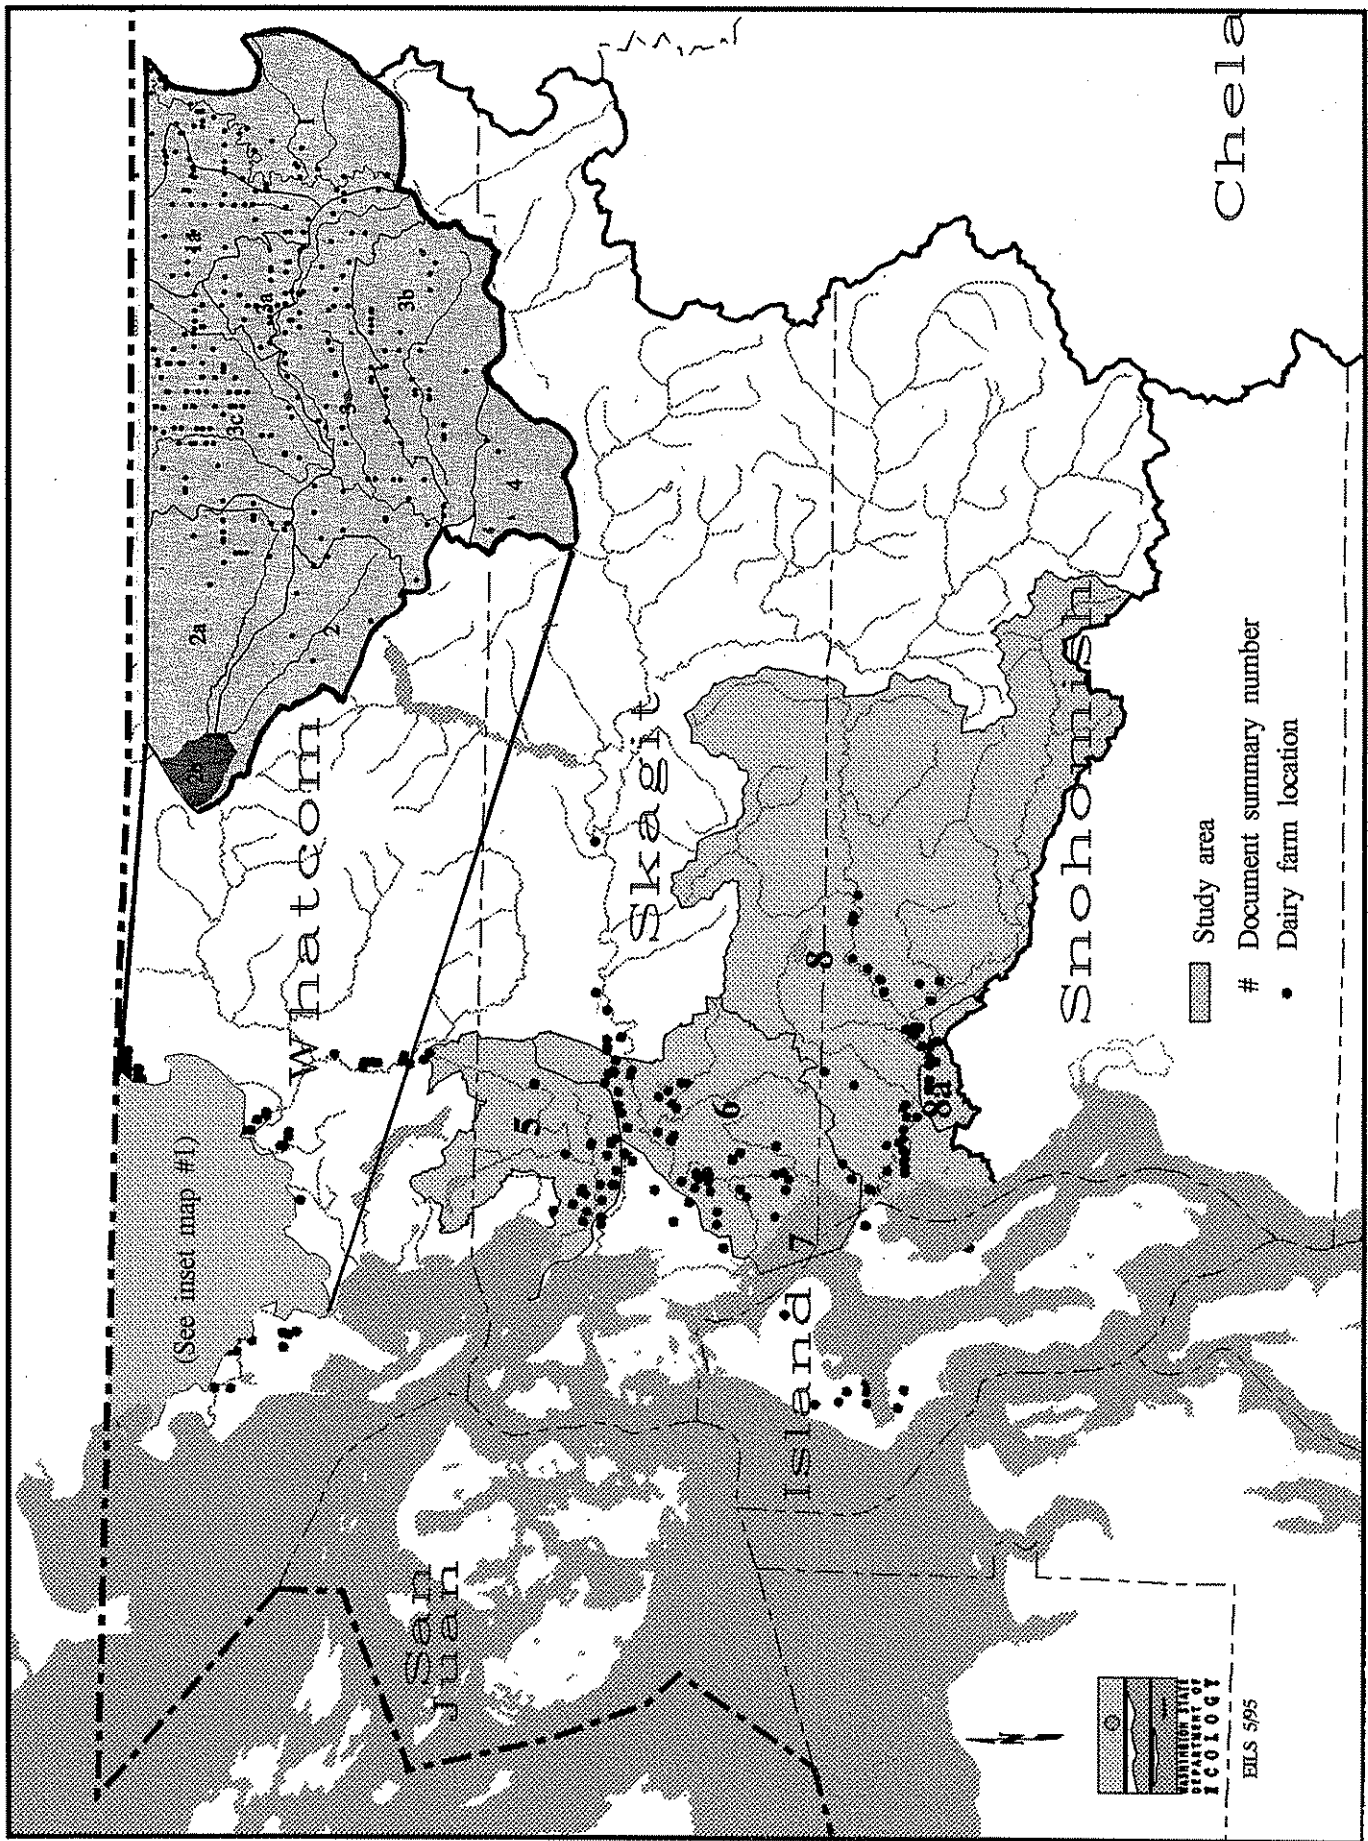 (See inset map #1)
Whatcom
San
Juan
Skagit
Island
Snohomish
Chela
1
1a
2
2a
3a
3b
3c
4
5
6
7
8
8a
Study area
# Document summary number
Dairy farm location
N
WASHINGTON STATE
DEPARTMENT OF
ECOLOGY
EILS 5/95